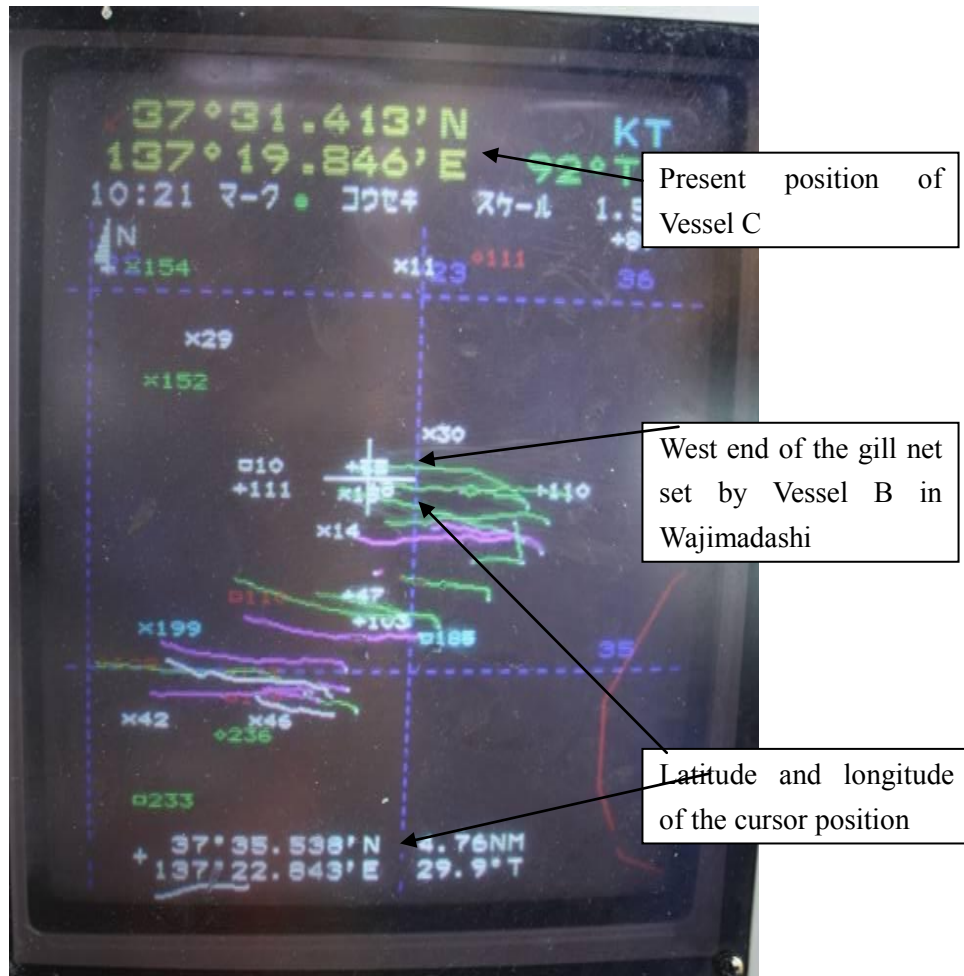 37°31.413'N KT
137°19.846'E 92°T
Present position of
Vessel C
10:21 マーク コウセキ スケール 1.5
N
×154 ×11 ◇111
23 36
×29
×152
×30
West end of the gill net
set by Vessel B in
Wajimadashi
□10
+111 110
×14
+47
+103
×199 □185
35
×42 ×46
◇236
Latitude and longitude
of the cursor position
□233
+ 37°35.538'N 4.76NM
137°22.843'E 29.9°T